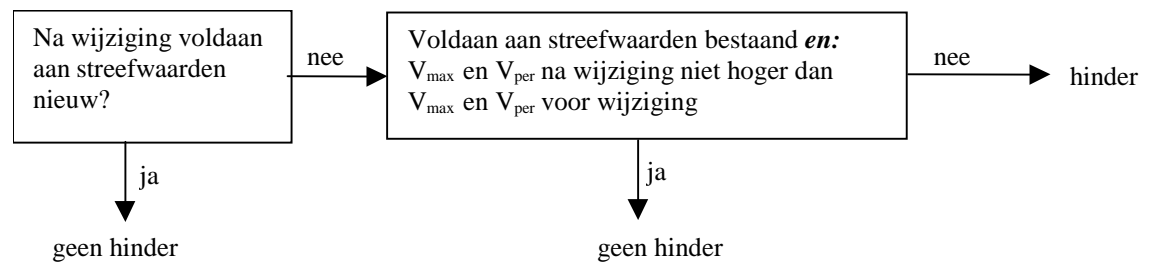 Na wijziging voldaan
aan streefwaarden
nieuw?
nee
Voldaan aan streefwaarden bestaand en:
Vmax en Vper na wijziging niet hoger dan
Vmax en Vper voor wijziging
nee
hinder
ja
ja
geen hinder
geen hinder